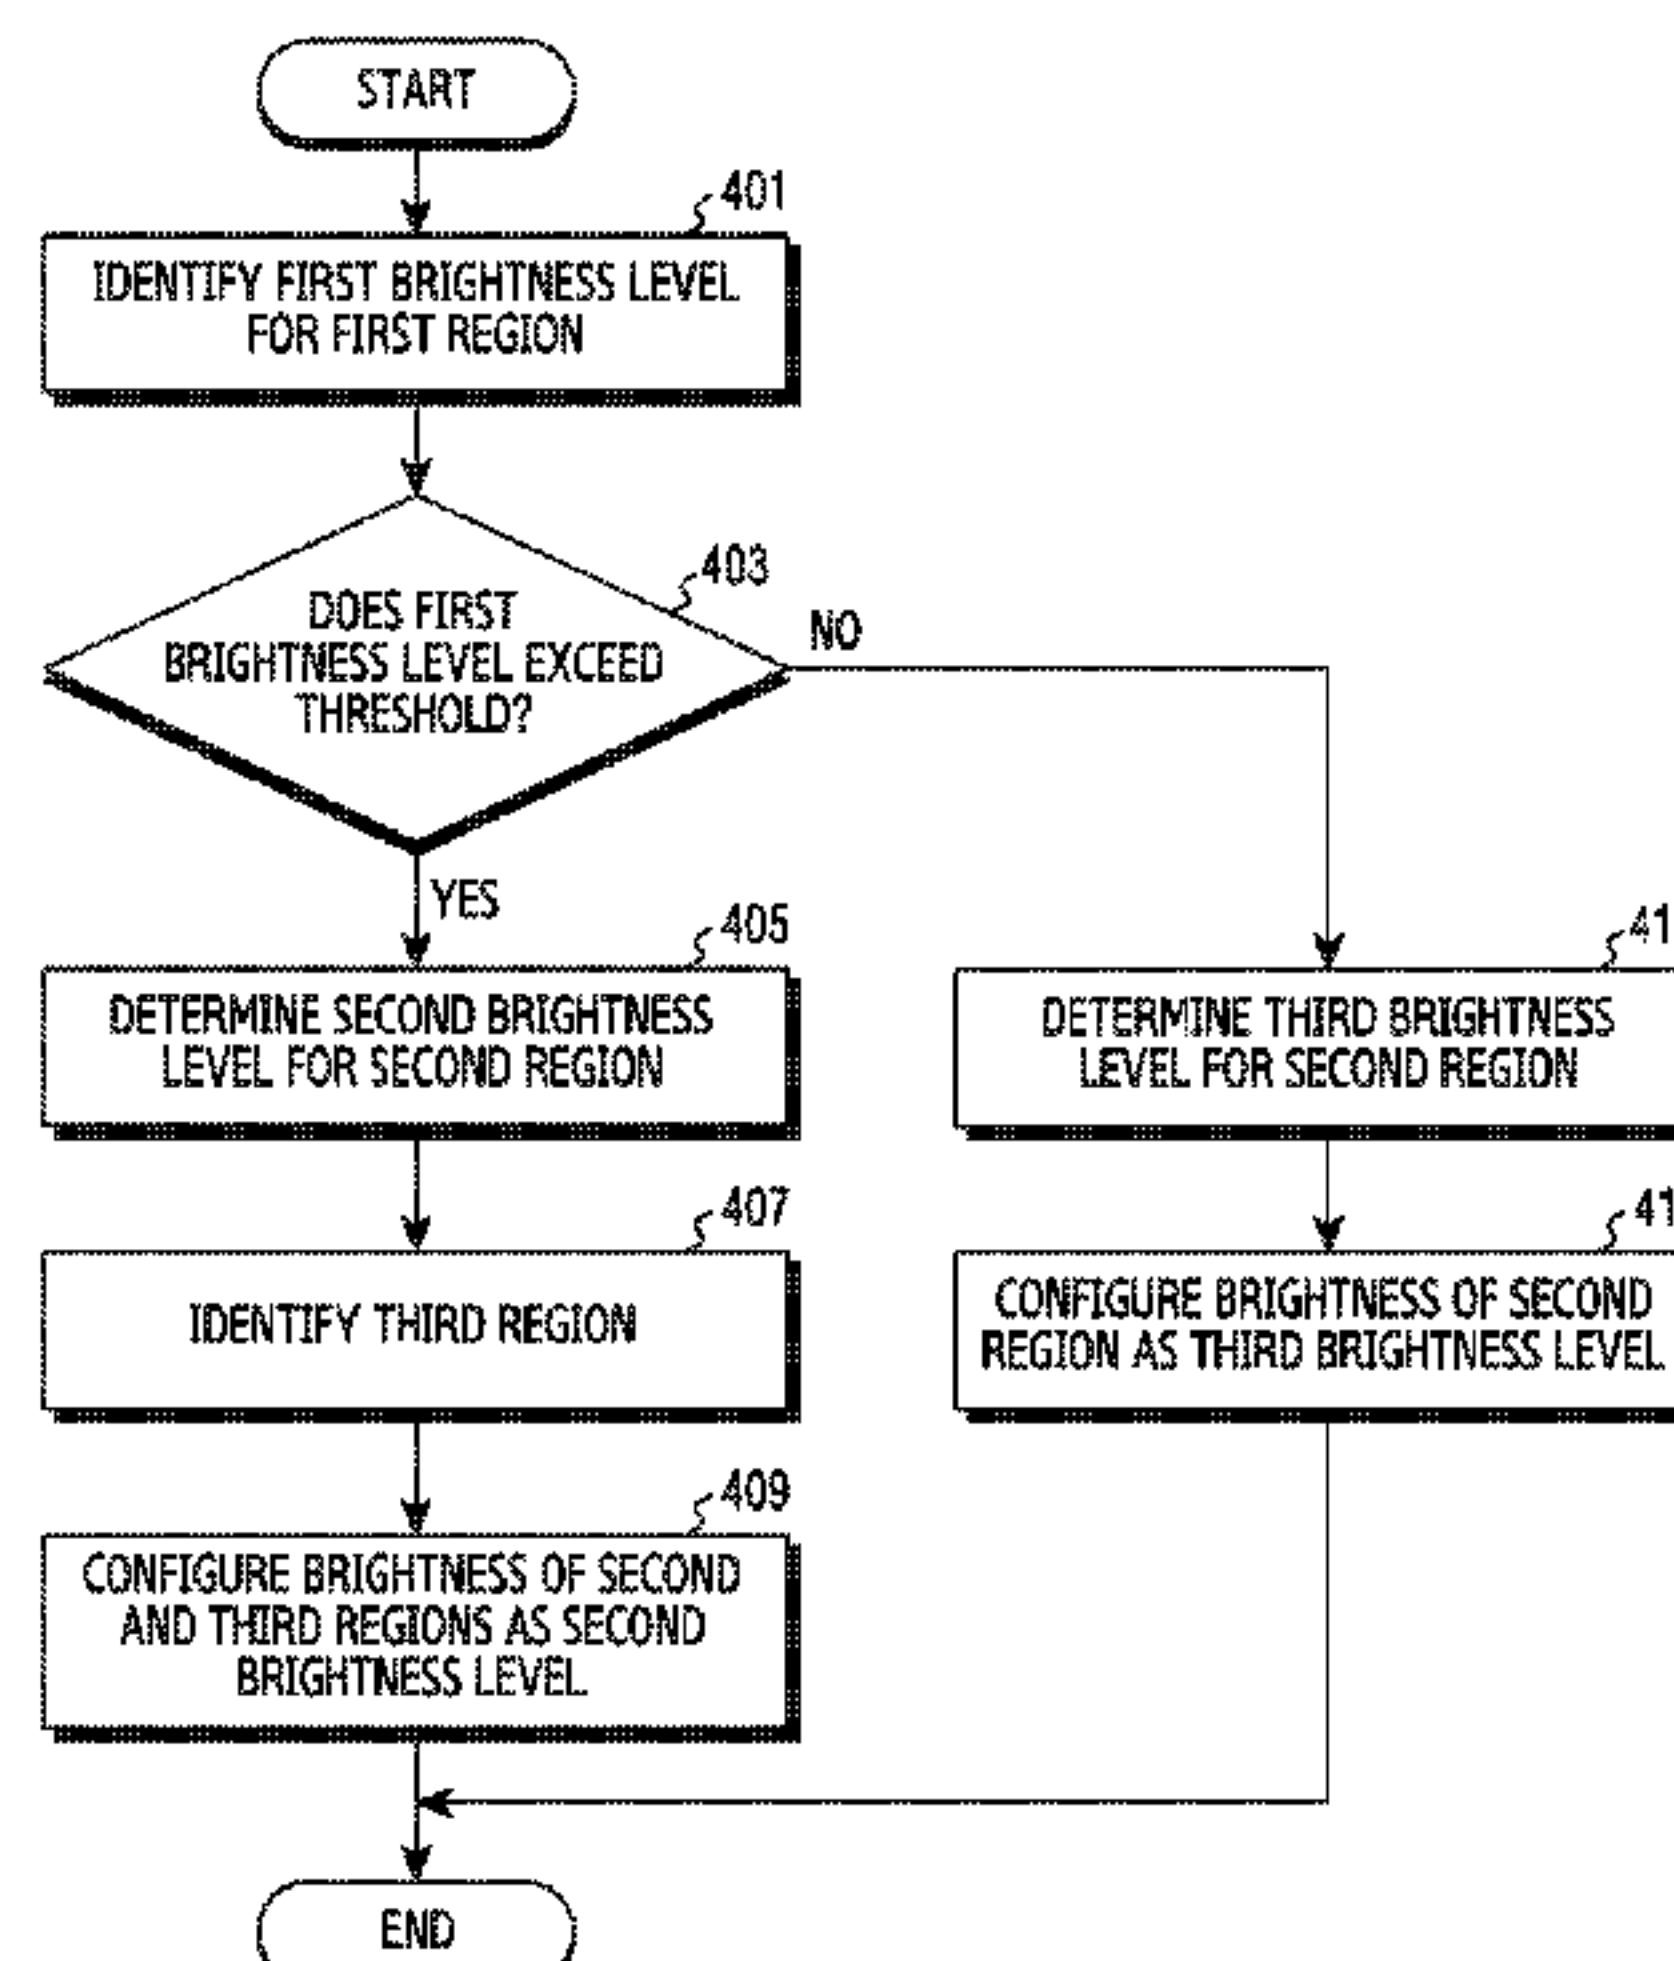 START
401
IDENTIFY FIRST BRIGHTNESS LEVEL
FOR FIRST REGION
403
DOES FIRST
BRIGHTNESS LEVEL EXCEED
THRESHOLD?
NO
YES
405
DETERMINE SECOND BRIGHTNESS
LEVEL FOR SECOND REGION
41
DETERMINE THIRD BRIGHTNESS
LEVEL FOR SECOND REGION
407
IDENTIFY THIRD REGION
41
CONFIGURE BRIGHTNESS OF SECOND
REGION AS THIRD BRIGHTNESS LEVEL
409
CONFIGURE BRIGHTNESS OF SECOND
AND THIRD REGIONS AS SECOND
BRIGHTNESS LEVEL
END